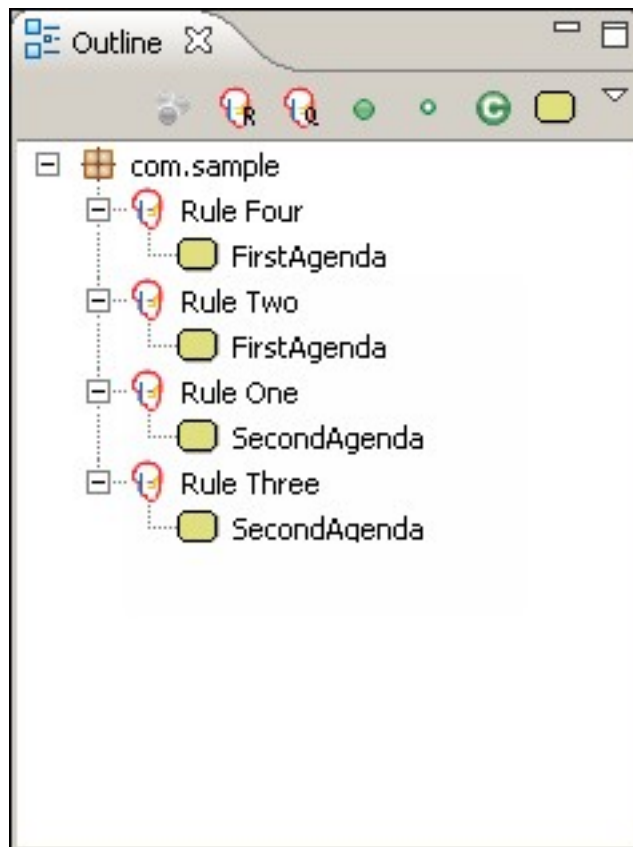 Outline
R Q C
com.sample
Rule Four
FirstAgenda
Rule Two
FirstAgenda
Rule One
SecondAgenda
Rule Three
SecondAgenda